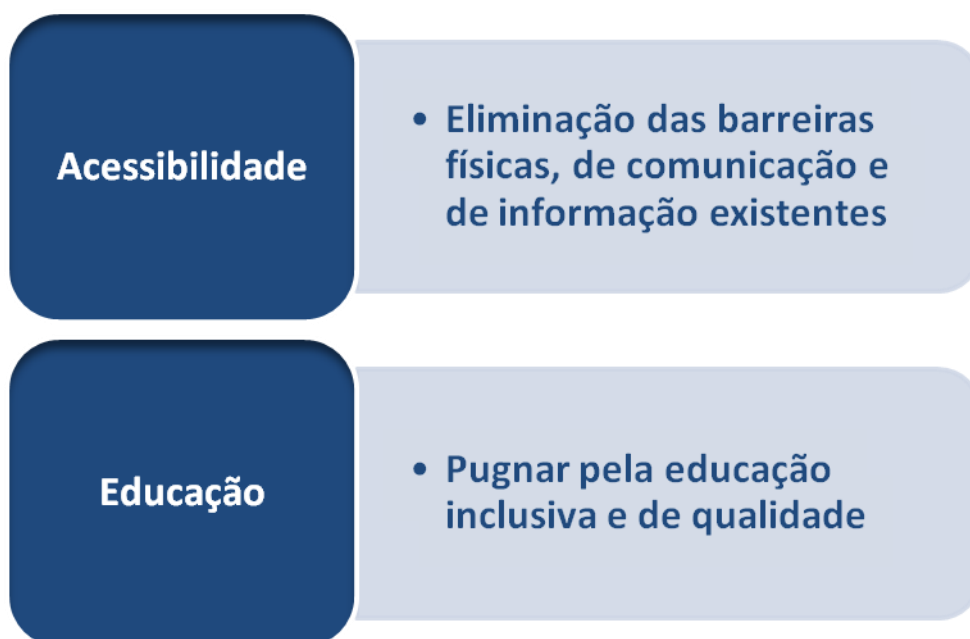 Acessibilidade
• Eliminação das barreiras
físicas, de comunicação e
de informação existentes
Educação
• Pugnar pela educação
inclusiva e de qualidade